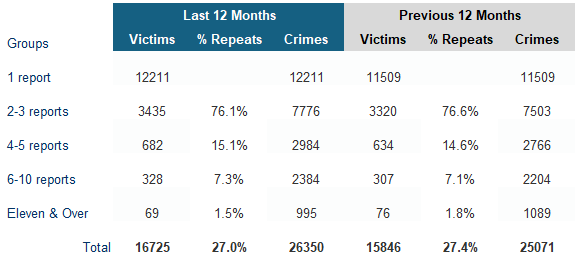 Last 12 Months Previous 12 Months
Groups Victims % Repeats Crimes Victims % Repeats Crimes
1 report 12211 12211 11509 11509
2-3 reports 3435 76.1% 7776 3320 76.6% 7503
4-5 reports 682 15.1% 2984 634 14.6% 2766
6-10 reports 328 7.3% 2384 307 7.1% 2204
Eleven & Over 69 1.5% 995 76 1.8% 1089
Total 16725 27.0% 26350 15846 27.4% 25071